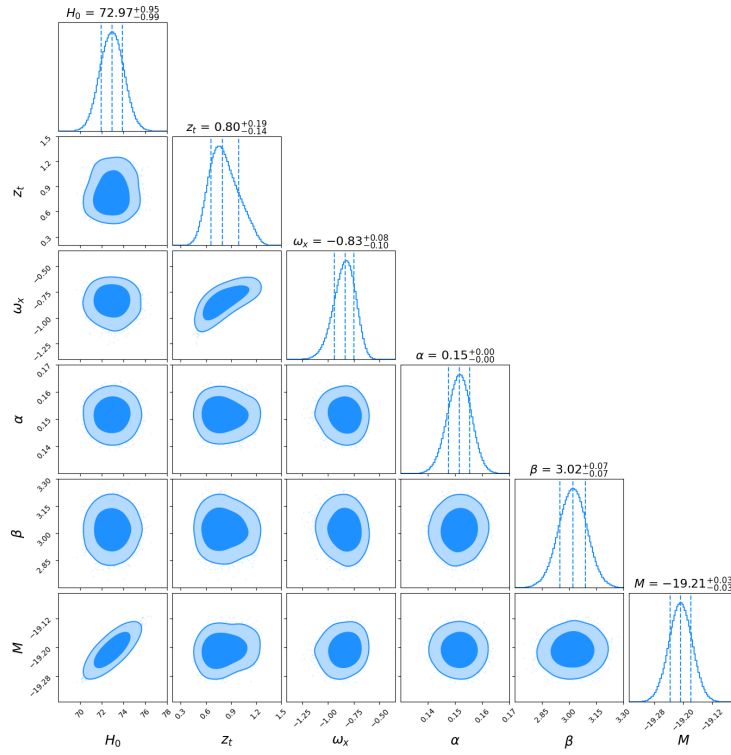 H₀ = 72.97⁺⁰·⁹⁵₋₀.₉₉
z_t = 0.80^{+0.19}_{-0.14}
1.5
1.2
0.9
0.6
0.3
z_t
ω_x = −0.83^{+0.08}_{-0.10}
−0.50
−0.75
−1.00
−1.25
ω_x
α = 0.15^{+0.00}_{-0.00}
0.17
0.16
0.15
0.14
α
β = 3.02^{+0.07}_{-0.07}
3.30
3.15
3.00
2.85
β
M = −19.21^{+0.03}_{-0.03}
−19.12
−19.20
−19.28
M
70 72 74 76 78
0.3 0.6 0.9 1.2 1.5
−1.25 −1.00 −0.75 −0.50
0.14 0.15 0.16 0.17
2.85 3.00 3.15 3.30
−19.28 −19.20 −19.12
H₀ z_t ω_x α β M